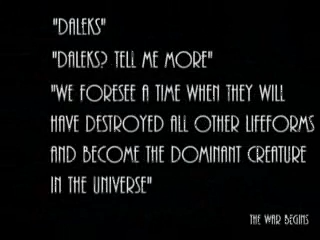 "DALEKS"
"DALEKS? TELL ME MORE"
"WE FORESEE A TIME WHEN THEY WILL
HAVE DESTROYED ALL OTHER LIFEFORMS
AND BECOME THE DOMINANT CREATURE
IN THE UNIVERSE"
THE WAR BEGINS